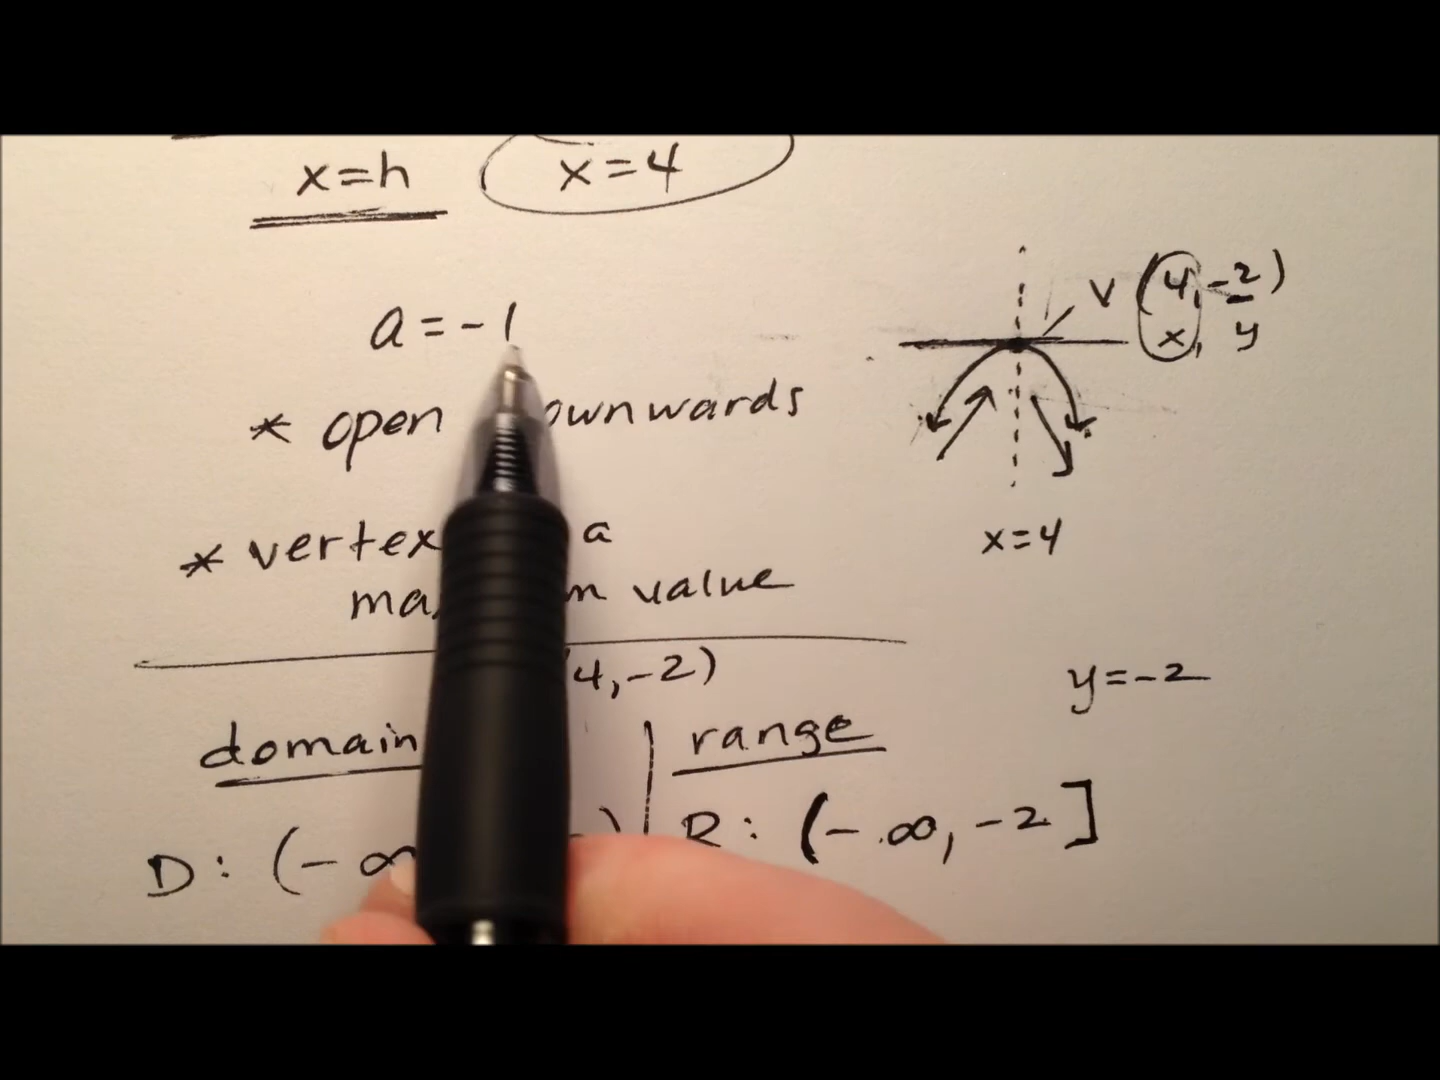 x=h x=4
a=-1
V (4,-2)
x, y
* open ownwards
* vertex a
value
x=4
4,-2)
y=-2
domain range
D: (-∞ ) R: (-∞,-2]